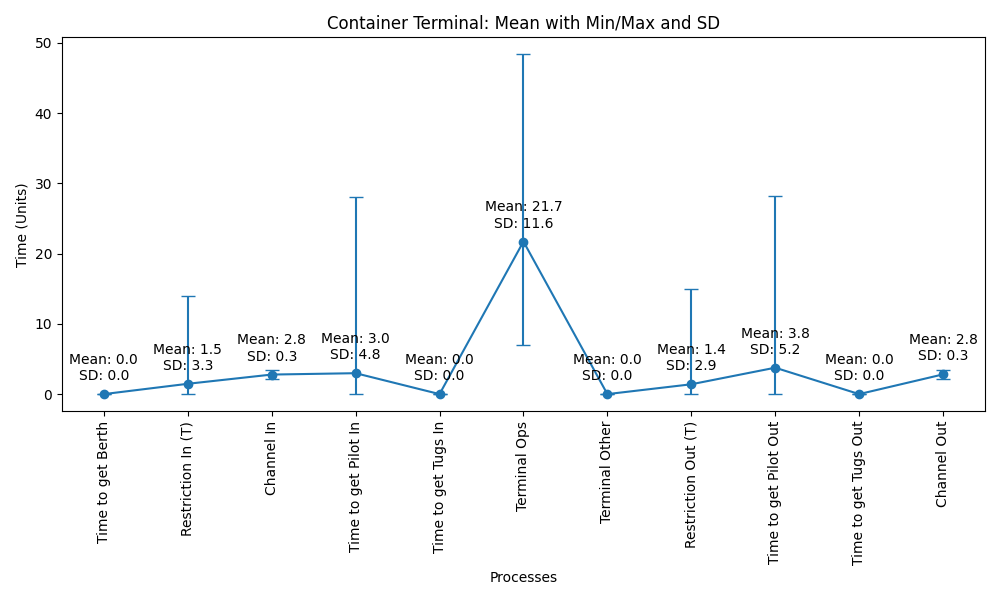 Container Terminal: Mean with Min/Max and SD
Time (Units)
50
40
30
20
10
0
Mean: 0.0
SD: 0.0
Mean: 1.5
SD: 3.3
Mean: 2.8
SD: 0.3
Mean: 3.0
SD: 4.8
Mean: 0.0
SD: 0.0
Mean: 21.7
SD: 11.6
Mean: 0.0
SD: 0.0
Mean: 1.4
SD: 2.9
Mean: 3.8
SD: 5.2
Mean: 0.0
SD: 0.0
Mean: 2.8
SD: 0.3
Time to get Berth
Restriction In (T)
Channel In
Time to get Pilot In
Time to get Tugs In
Terminal Ops
Terminal Other
Restriction Out (T)
Time to get Pilot Out
Time to get Tugs Out
Channel Out
Processes